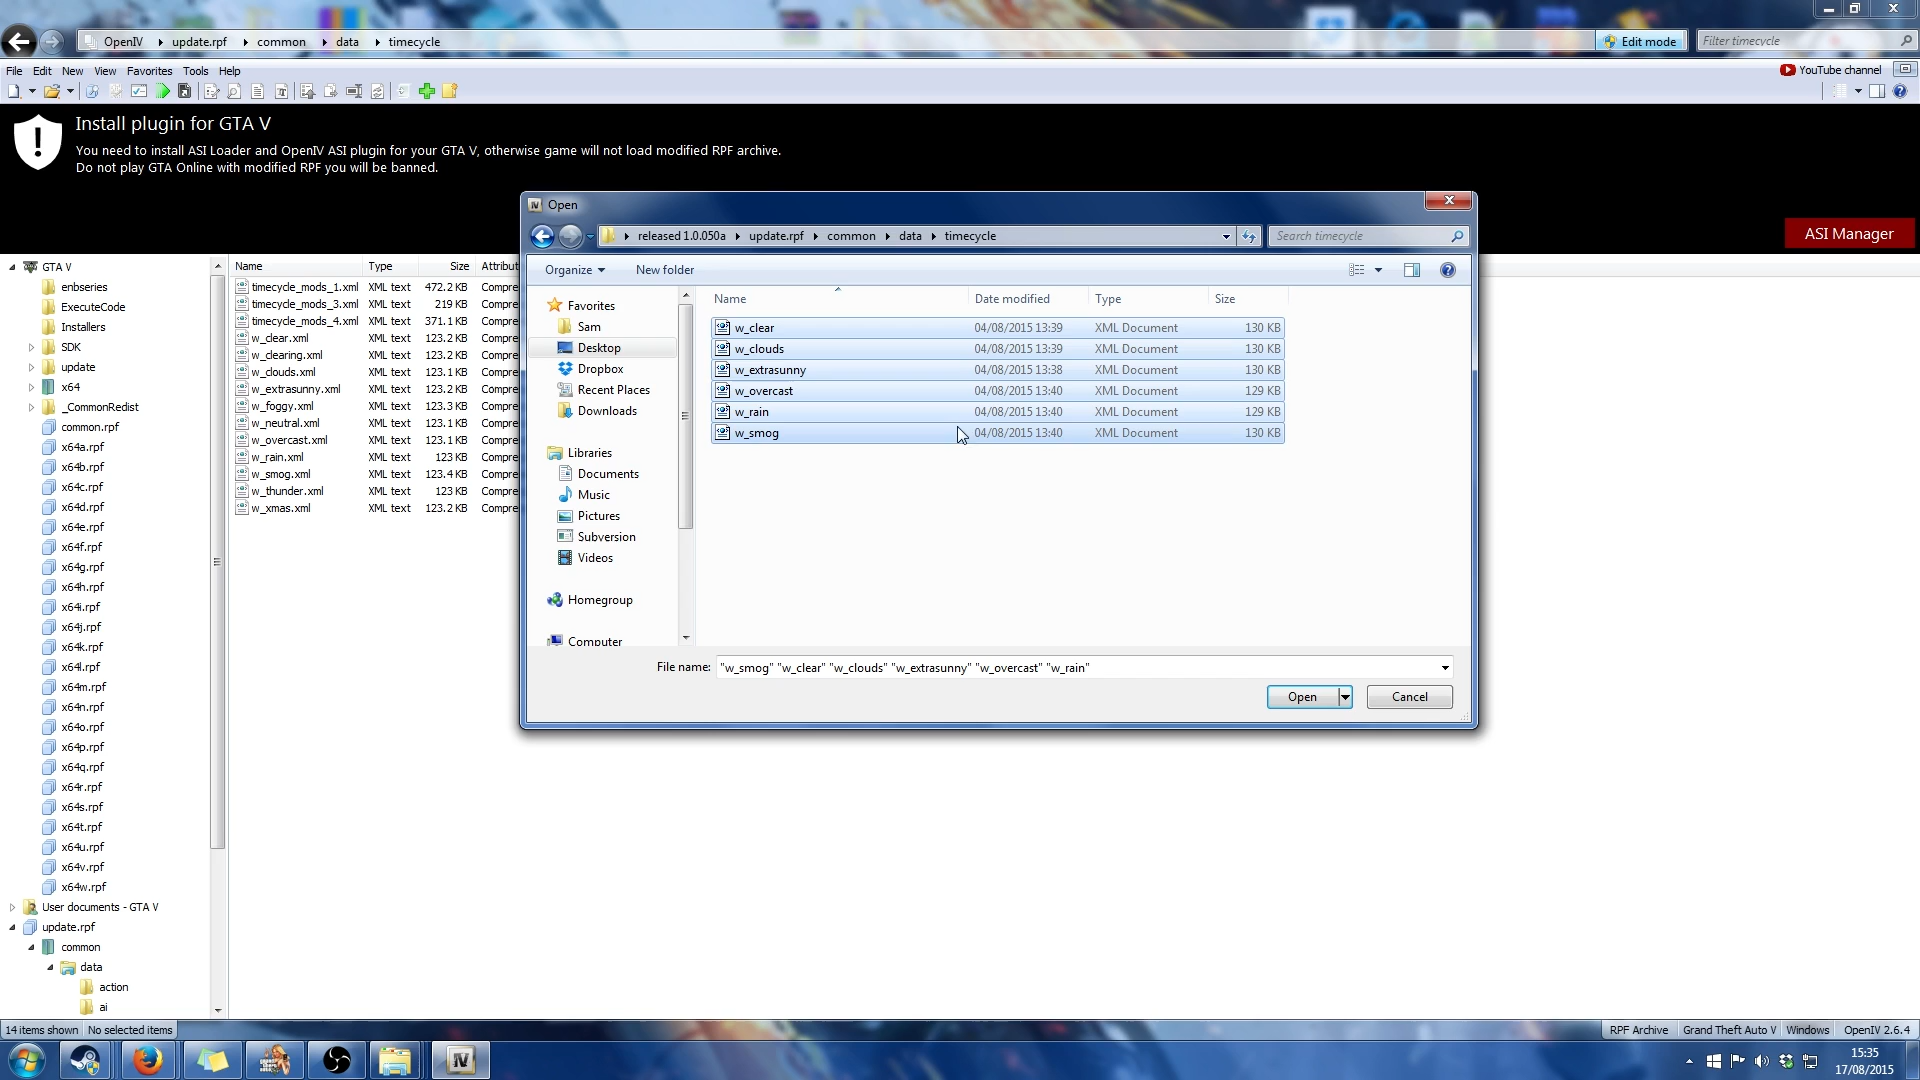 OpenIV update.rpf common data timecycle Edit mode Filter timecycle
File Edit New View Favorites Tools Help YouTube channel
Install plugin for GTA V
You need to install ASI Loader and OpenIV ASI plugin for your GTA V, otherwise game will not load modified RPF archive.
Do not play GTA Online with modified RPF you will be banned.
ASI Manager
GTA V
enbseries
ExecuteCode
Installers
SDK
update
x64
_CommonRedist
common.rpf
x64a.rpf
x64b.rpf
x64c.rpf
x64d.rpf
x64e.rpf
x64f.rpf
x64g.rpf
x64h.rpf
x64i.rpf
x64j.rpf
x64k.rpf
x64l.rpf
x64m.rpf
x64n.rpf
x64o.rpf
x64p.rpf
x64q.rpf
x64r.rpf
x64s.rpf
x64t.rpf
x64u.rpf
x64v.rpf
x64w.rpf
User documents - GTA V
update.rpf
common
data
action
ai
Name Type Size Attribut
timecycle_mods_1.xml XML text 472.2 KB Compre
timecycle_mods_3.xml XML text 219 KB Compre
timecycle_mods_4.xml XML text 371.1 KB Compre
w_clear.xml XML text 123.2 KB Compre
w_clearing.xml XML text 123.2 KB Compre
w_clouds.xml XML text 123.1 KB Compre
w_extrasunny.xml XML text 123.2 KB Compre
w_foggy.xml XML text 123.3 KB Compre
w_neutral.xml XML text 123.1 KB Compre
w_overcast.xml XML text 123.1 KB Compre
w_rain.xml XML text 123 KB Compre
w_smog.xml XML text 123.4 KB Compre
w_thunder.xml XML text 123 KB Compre
w_xmas.xml XML text 123.2 KB Compre
IV Open
released 1.0.050a update.rpf common data timecycle Search timecycle
Organize New folder
Favorites
Sam
Desktop
Dropbox
Recent Places
Downloads
Libraries
Documents
Music
Pictures
Subversion
Videos
Homegroup
Computer
Name Date modified Type Size
w_clear 04/08/2015 13:39 XML Document 130 KB
w_clouds 04/08/2015 13:39 XML Document 130 KB
w_extrasunny 04/08/2015 13:38 XML Document 130 KB
w_overcast 04/08/2015 13:40 XML Document 129 KB
w_rain 04/08/2015 13:40 XML Document 129 KB
w_smog 04/08/2015 13:40 XML Document 130 KB
File name: "w_smog" "w_clear" "w_clouds" "w_extrasunny" "w_overcast" "w_rain"
Open Cancel
14 items shown No selected items RPF Archive Grand Theft Auto V Windows OpenIV 2.6.4
IV
15:35
17/08/2015